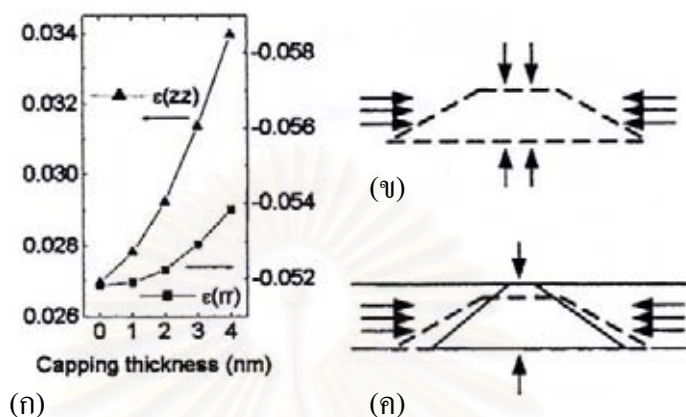 0.034
0.032
0.030
0.028
0.026
-0.058
-0.056
-0.054
-0.052
ε(zz)
ε(rr)
0 1 2 3 4
Capping thickness (nm)
(ก)
(ข)
(ค)